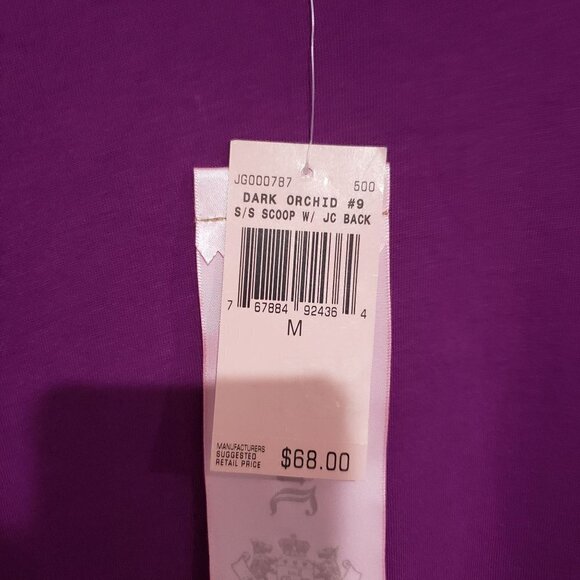 JG000787 500
DARK ORCHID #9
S/S SCOOP W/ JC BACK
7 67884 92436 4
M
MANUFACTURERS
SUGGESTED
RETAIL PRICE $68.00